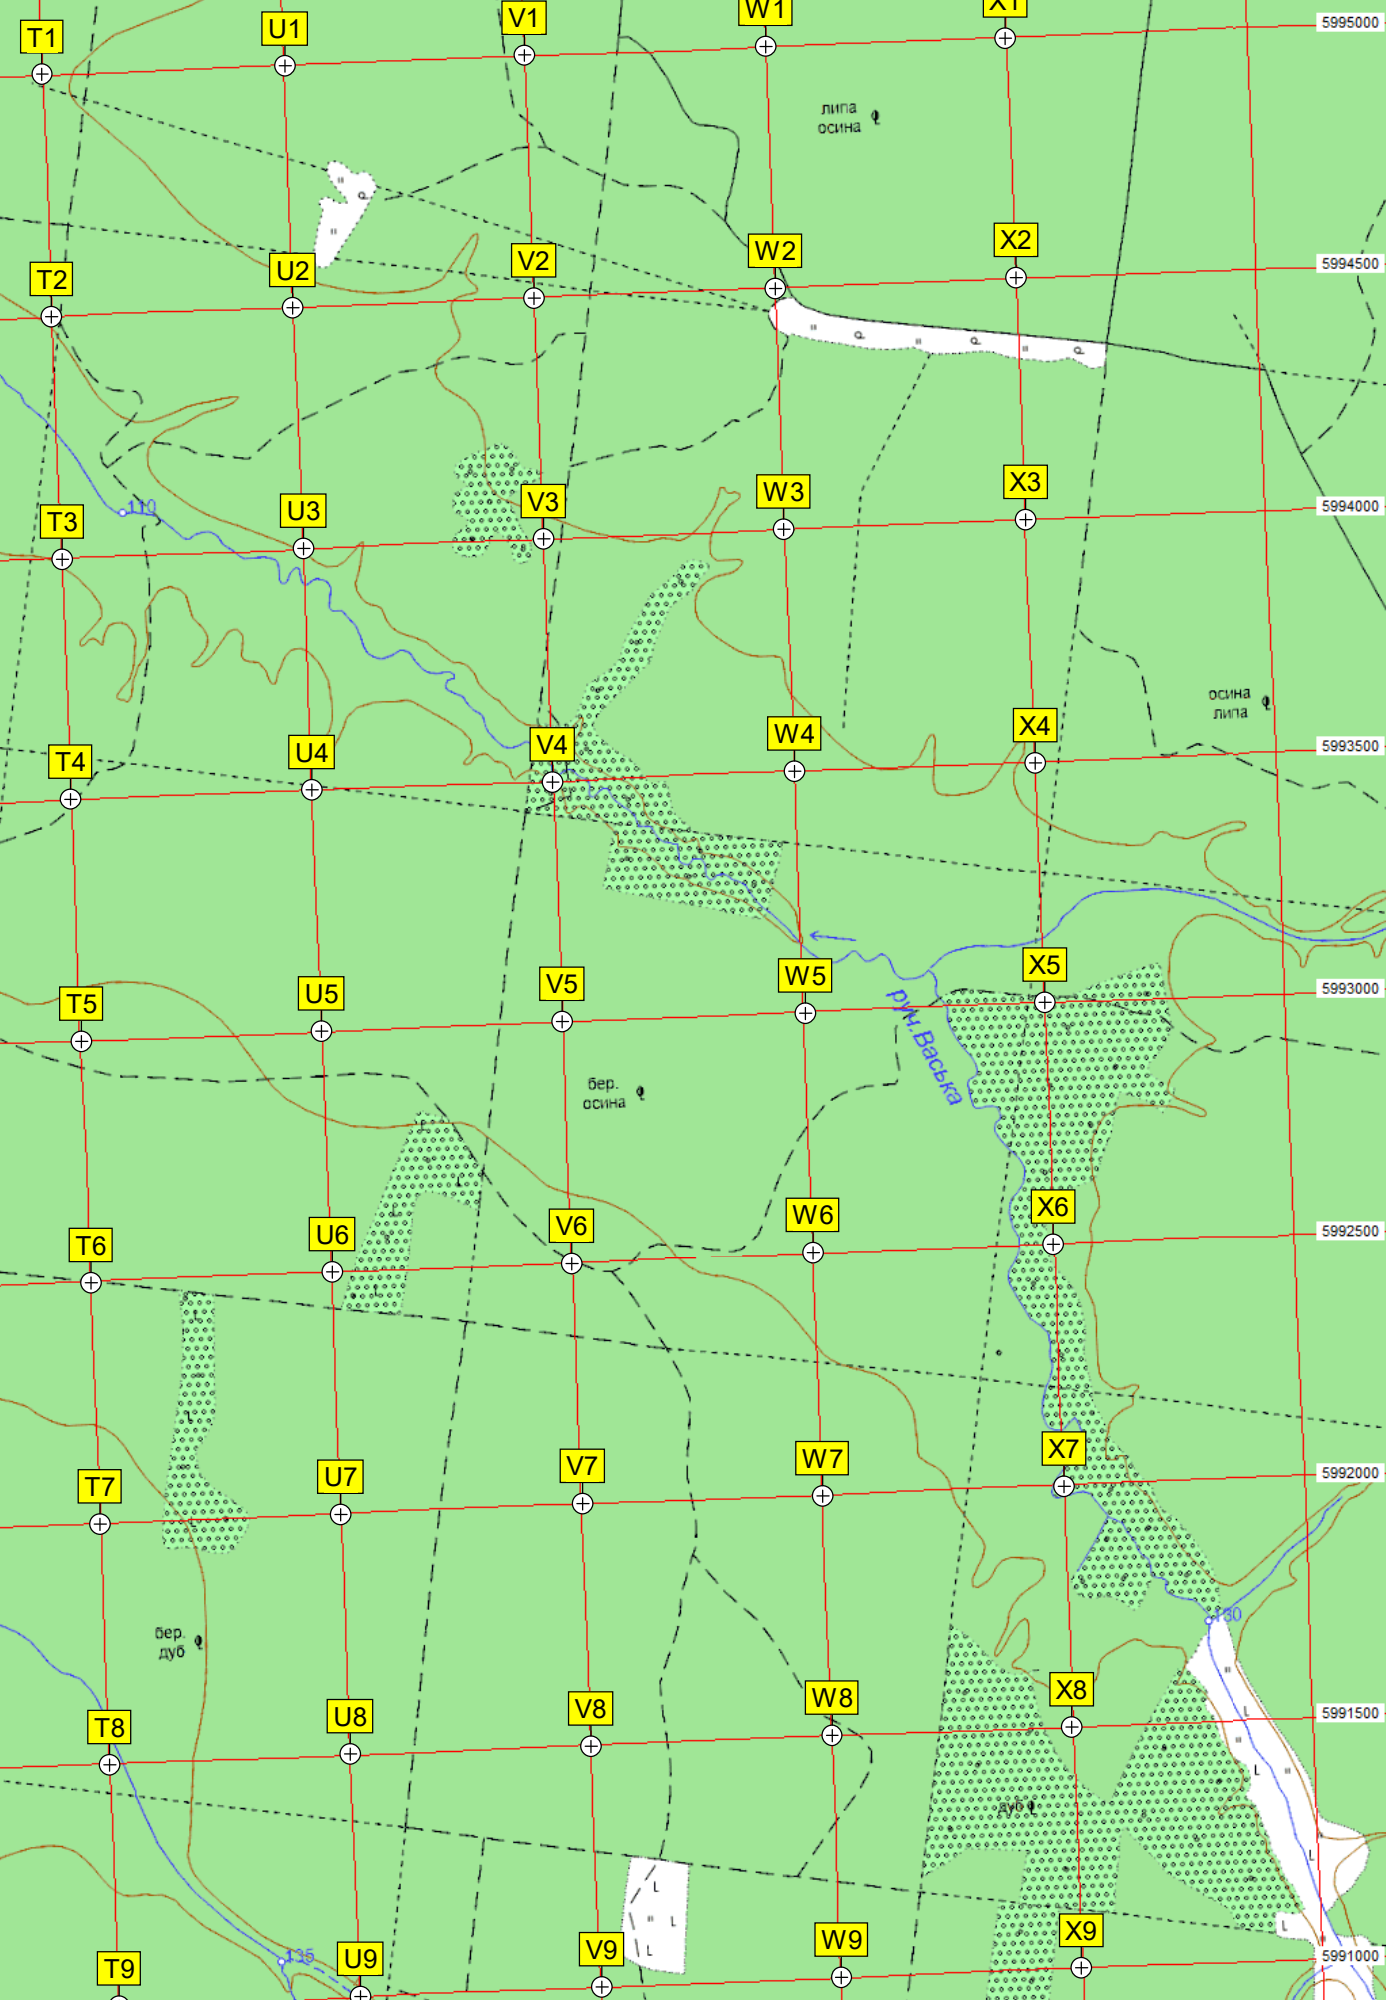 T1
U1
V1
W1
X1
5995000
липа
осина
T2
U2
V2
W2
X2
5994500
110
T3
U3
V3
W3
X3
5994000
осина
липа
T4
U4
V4
W4
X4
5993500
T5
U5
V5
W5
X5
5993000
руч.Васька
бер.
осина
T6
U6
V6
W6
X6
5992500
T7
U7
V7
W7
X7
5992000
130
бер.
дуб
T8
U8
V8
W8
X8
5991500
дуб
135
T9
U9
V9
W9
X9
5991000